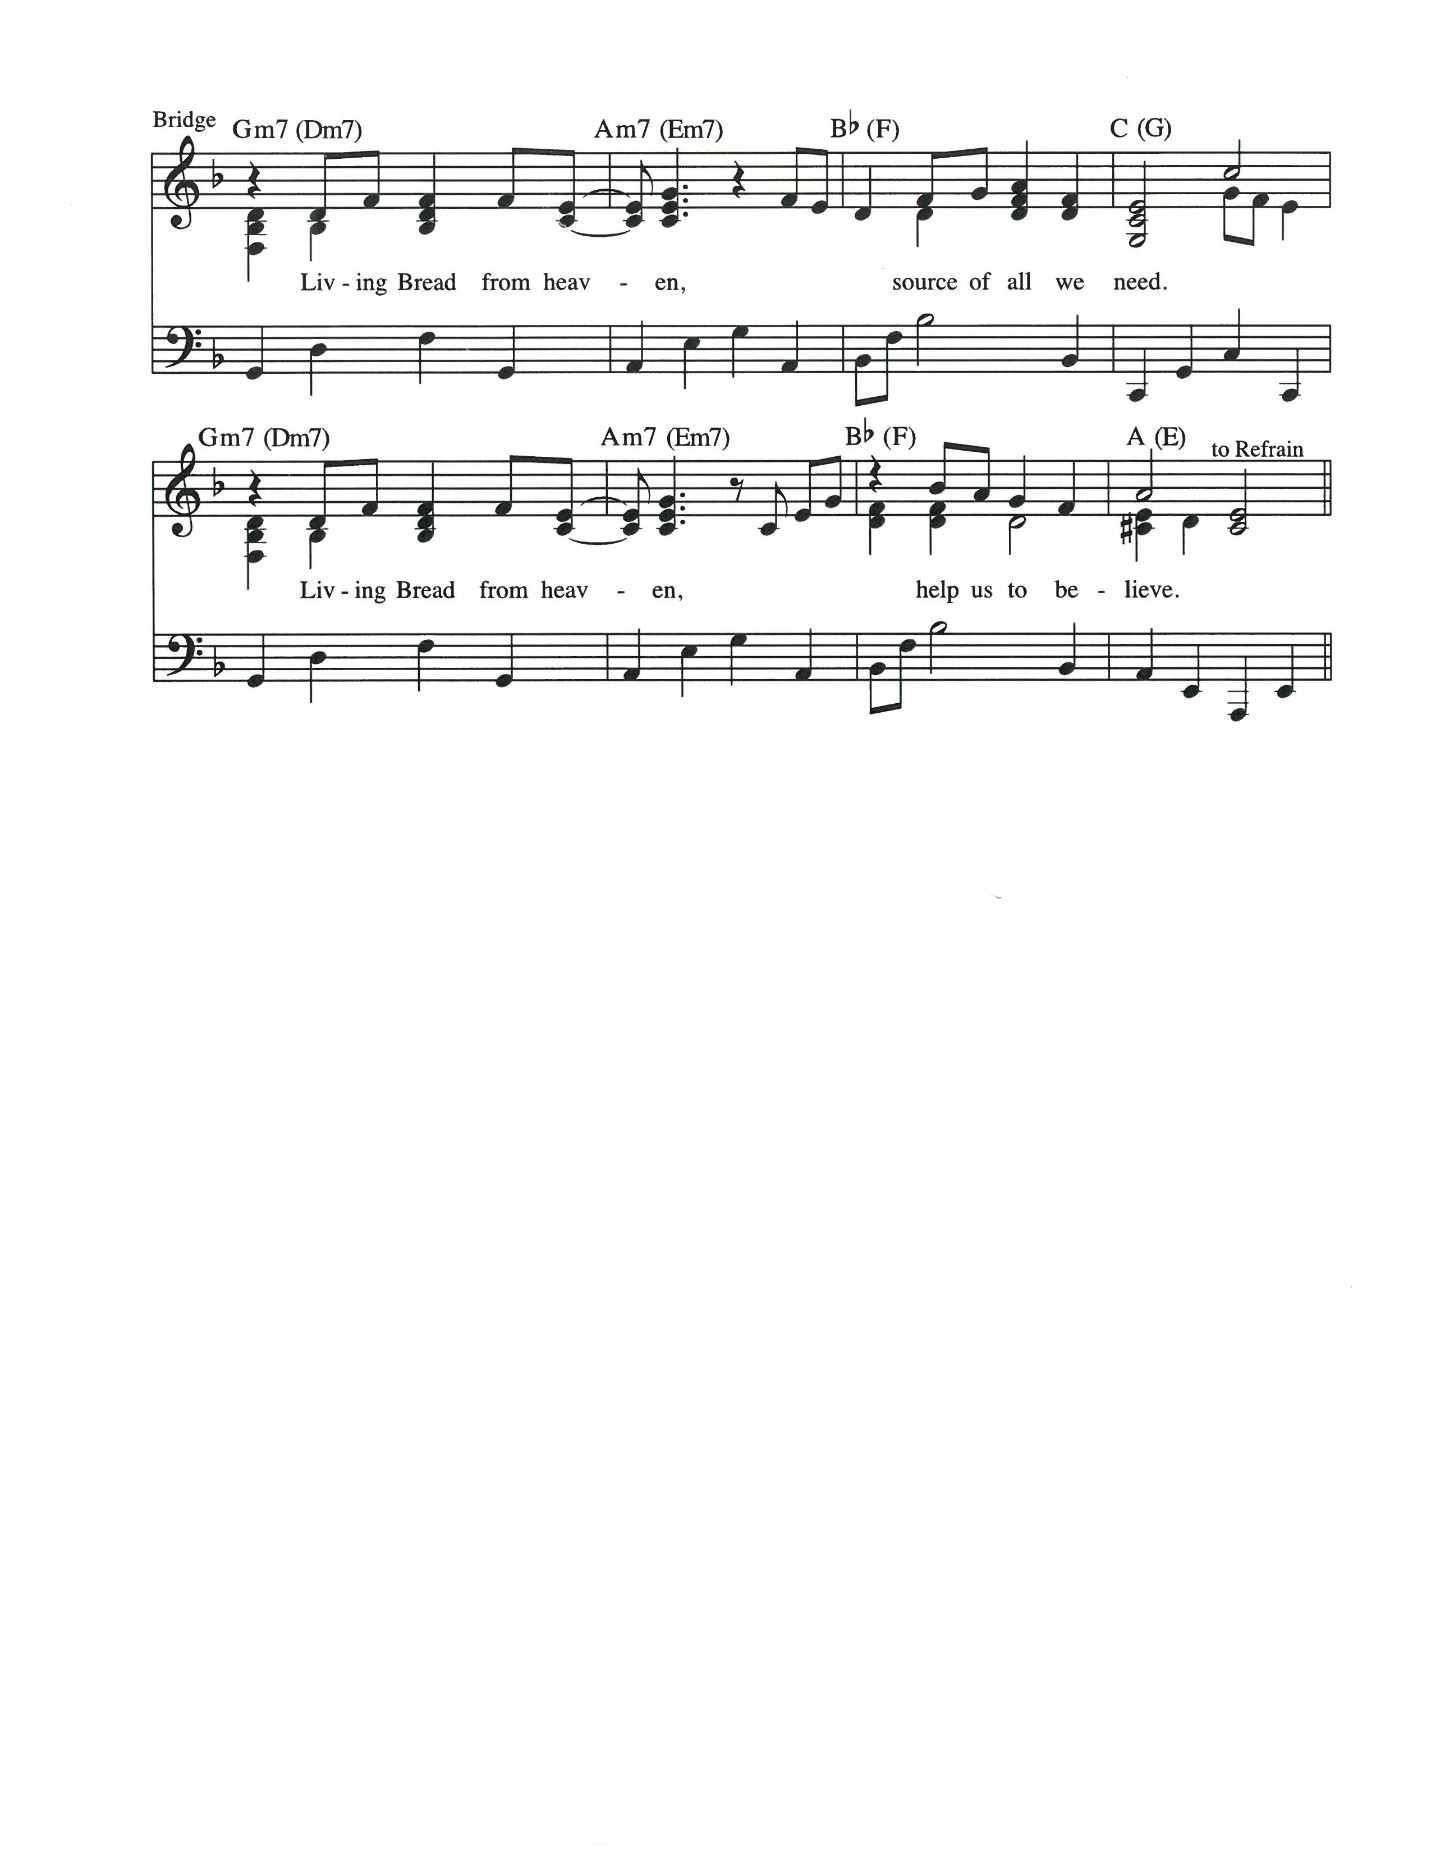 Bridge
Gm7 (Dm7) Am7 (Em7) B♭ (F) C (G)
Liv - ing Bread from heav - en, source of all we need.
Gm7 (Dm7) Am7 (Em7) B♭ (F) A (E)
to Refrain
Liv - ing Bread from heav - en, help us to be - lieve.